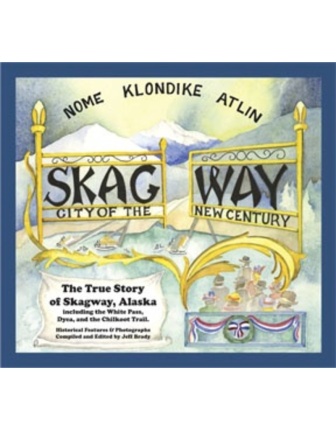 NOME KLONDIKE ATLIN
SKAG WAY
CITY OF THE NEW CENTURY
The True Story
of Skagway, Alaska
including the White Pass,
Dyea, and the Chilkoot Trail.
Historical Features & Photographs
Compiled and Edited by Jeff Brady